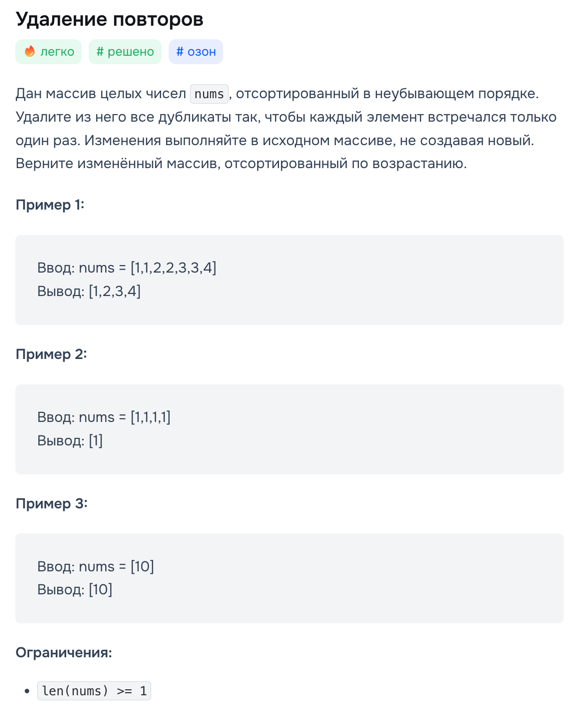 Удаление повторов
🔥 легко # решено # озон
Дан массив целых чисел nums, отсортированный в неубывающем порядке.
Удалите из него все дубликаты так, чтобы каждый элемент встречался только
один раз. Изменения выполняйте в исходном массиве, не создавая новый.
Верните изменённый массив, отсортированный по возрастанию.
Пример 1:
Ввод: nums = [1,1,2,2,3,3,4]
Вывод: [1,2,3,4]
Пример 2:
Ввод: nums = [1,1,1,1]
Вывод: [1]
Пример 3:
Ввод: nums = [10]
Вывод: [10]
Ограничения:
• len(nums) >= 1